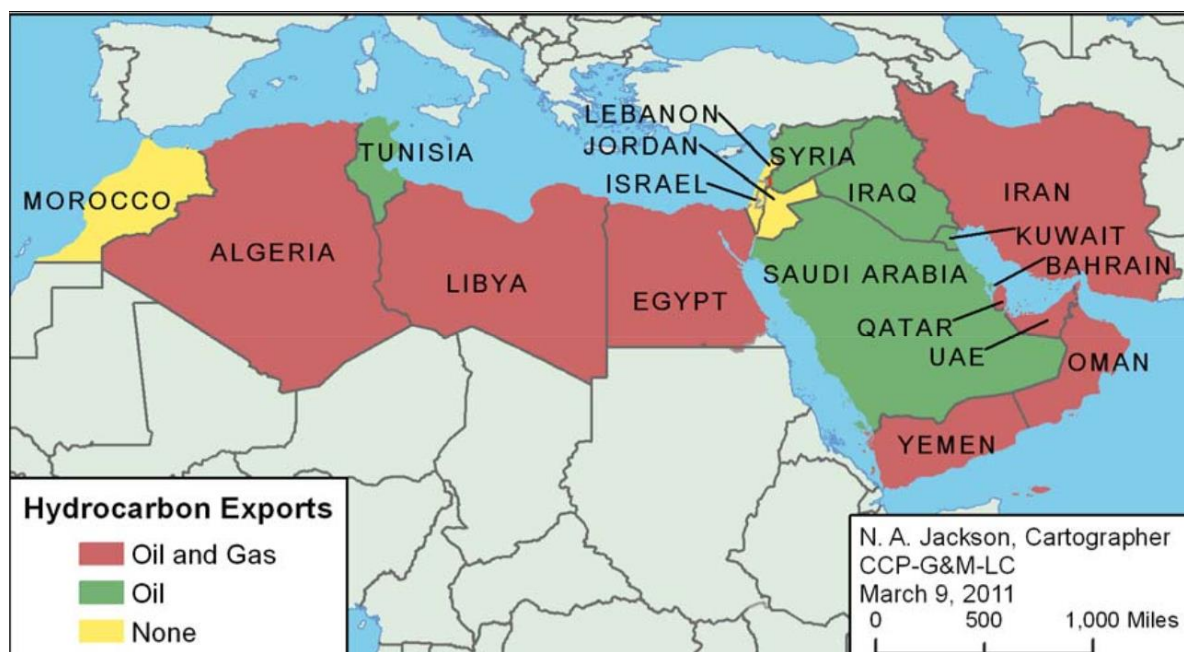 LEBANON
JORDAN
ISRAEL
TUNISIA
SYRIA
MOROCCO
IRAQ
IRAN
ALGERIA
LIBYA
EGYPT
KUWAIT
SAUDI ARABIA
BAHRAIN
QATAR
UAE
OMAN
YEMEN
Hydrocarbon Exports
Oil and Gas
Oil
None
N. A. Jackson, Cartographer
CCP-G&M-LC
March 9, 2011
0 500 1,000 Miles